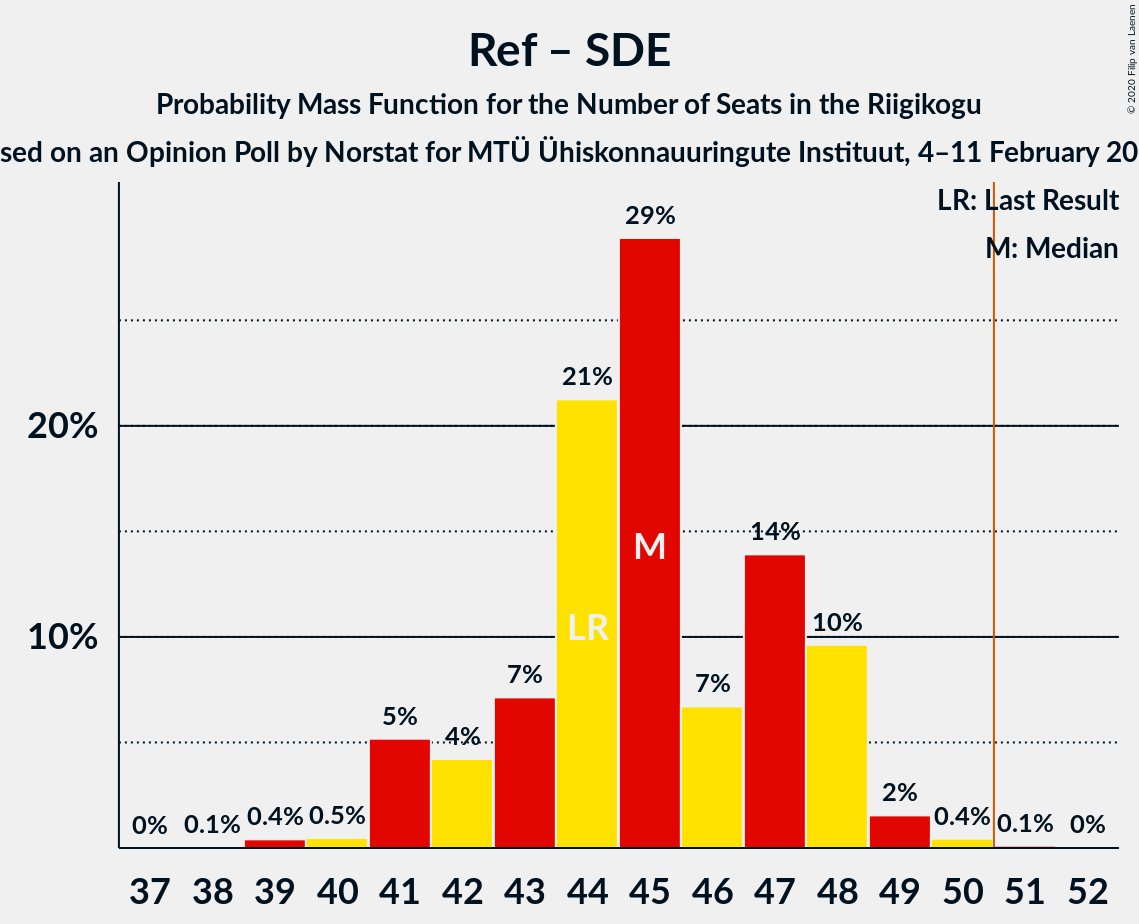 Ref – SDE
Probability Mass Function for the Number of Seats in the Riigikogu
sed on an Opinion Poll by Norstat for MTÜ Ühiskonnauuringute Instituut, 4–11 February 20
© 2020 Filip van Laenen
LR: Last Result
M: Median
29%
21%
20%
14%
M
LR
10%
10%
7%
7%
5%
4%
2%
0% 0.1% 0.4% 0.5% 0.4% 0.1% 0%
37 38 39 40 41 42 43 44 45 46 47 48 49 50 51 52